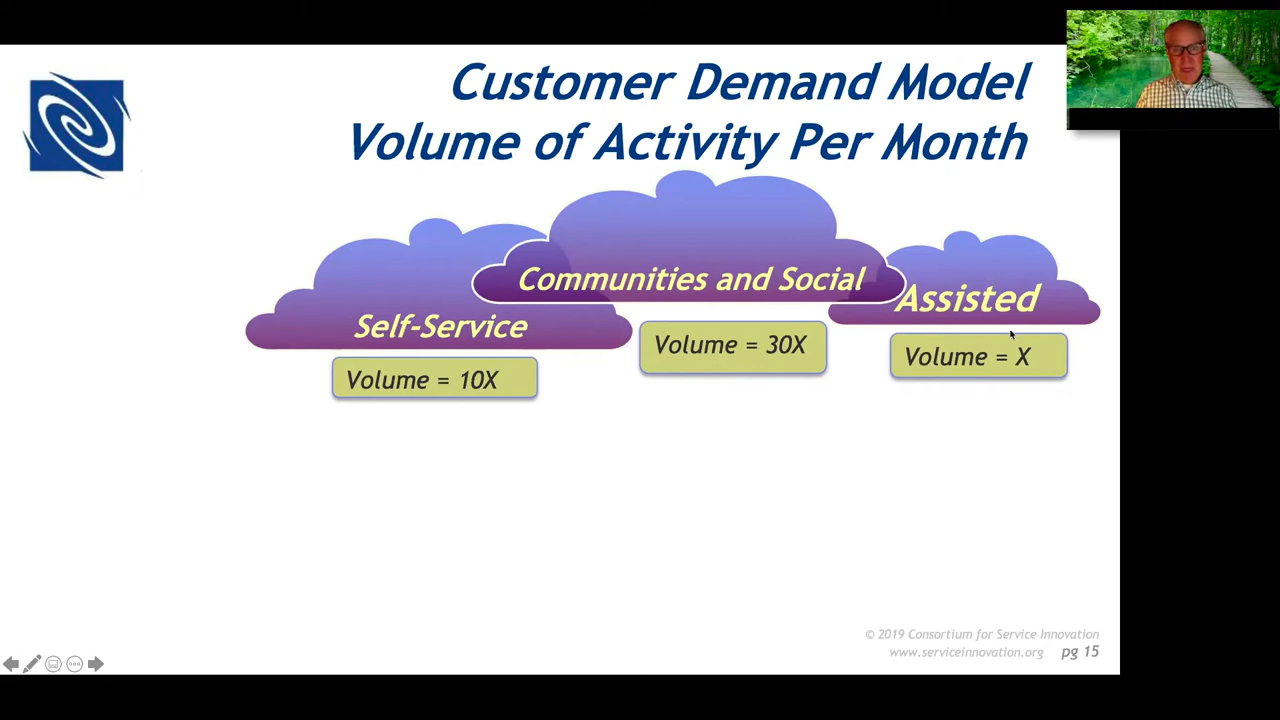 Customer Demand Model
Volume of Activity Per Month
Communities and Social
Assisted
Self-Service
Volume = 30X
Volume = X
Volume = 10X
© 2019 Consortium for Service Innovation
www.serviceinnovation.org pg 15